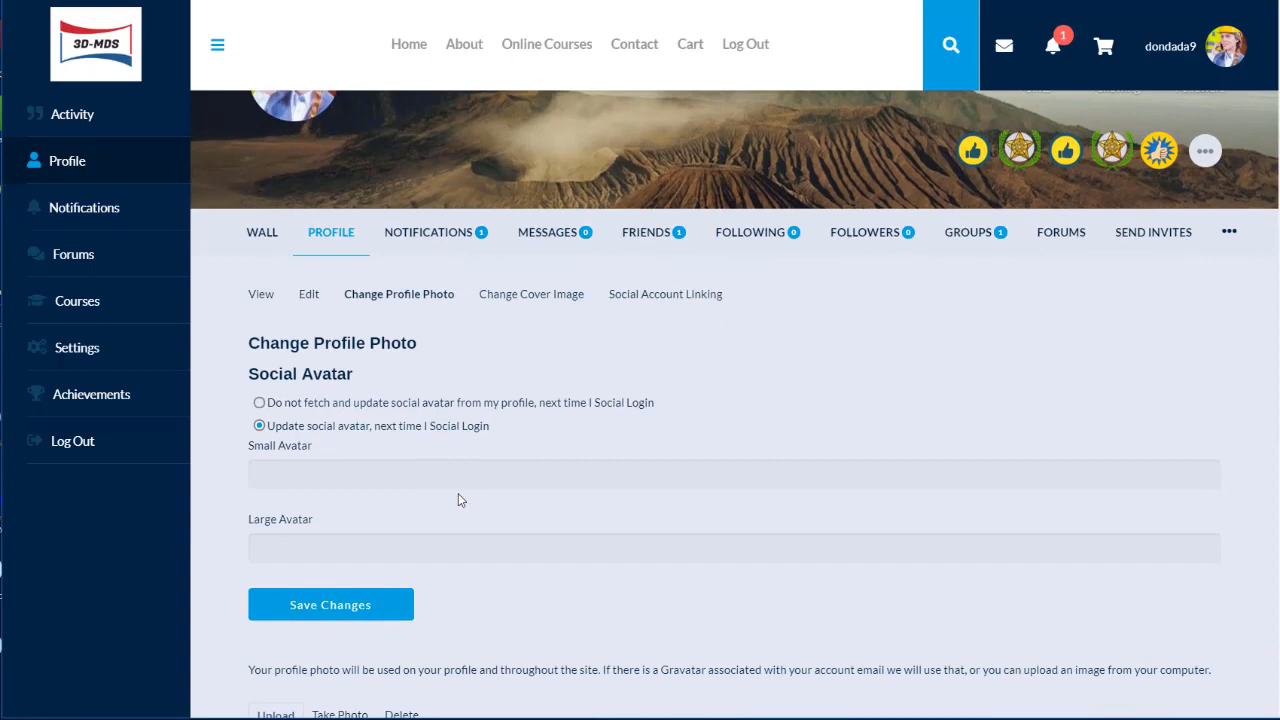 3D-MDS
Home About Online Courses Contact Cart Log Out
1
dondada9
Activity
Profile
Notifications
Forums
Courses
Settings
Achievements
Log Out
WALL PROFILE NOTIFICATIONS 1 MESSAGES 0 FRIENDS 1 FOLLOWING 0 FOLLOWERS 0 GROUPS 1 FORUMS SEND INVITES
View Edit Change Profile Photo Change Cover Image Social Account Linking
Change Profile Photo
Social Avatar
Do not fetch and update social avatar from my profile, next time I Social Login
Update social avatar, next time I Social Login
Small Avatar
Large Avatar
Save Changes
Your profile photo will be used on your profile and throughout the site. If there is a Gravatar associated with your account email we will use that, or you can upload an image from your computer.
Upload Take Photo Delete